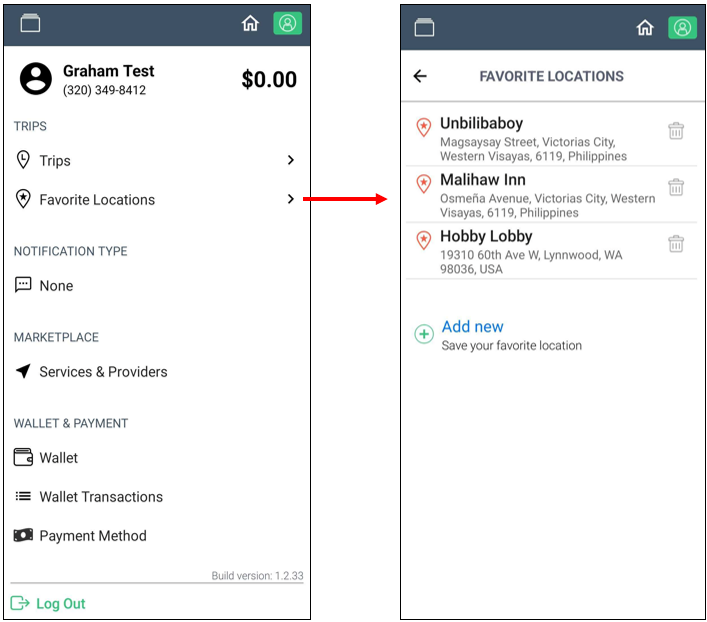 Graham Test
(320) 349-8412
$0.00
TRIPS
Trips
Favorite Locations
NOTIFICATION TYPE
None
MARKETPLACE
Services & Providers
WALLET & PAYMENT
Wallet
Wallet Transactions
Payment Method
Build version: 1.2.33
Log Out
FAVORITE LOCATIONS
Unbilibaboy
Magsaysay Street, Victorias City,
Western Visayas, 6119, Philippines
Malihaw Inn
Osmeña Avenue, Victorias City, Western
Visayas, 6119, Philippines
Hobby Lobby
19310 60th Ave W, Lynnwood, WA
98036, USA
Add new
Save your favorite location